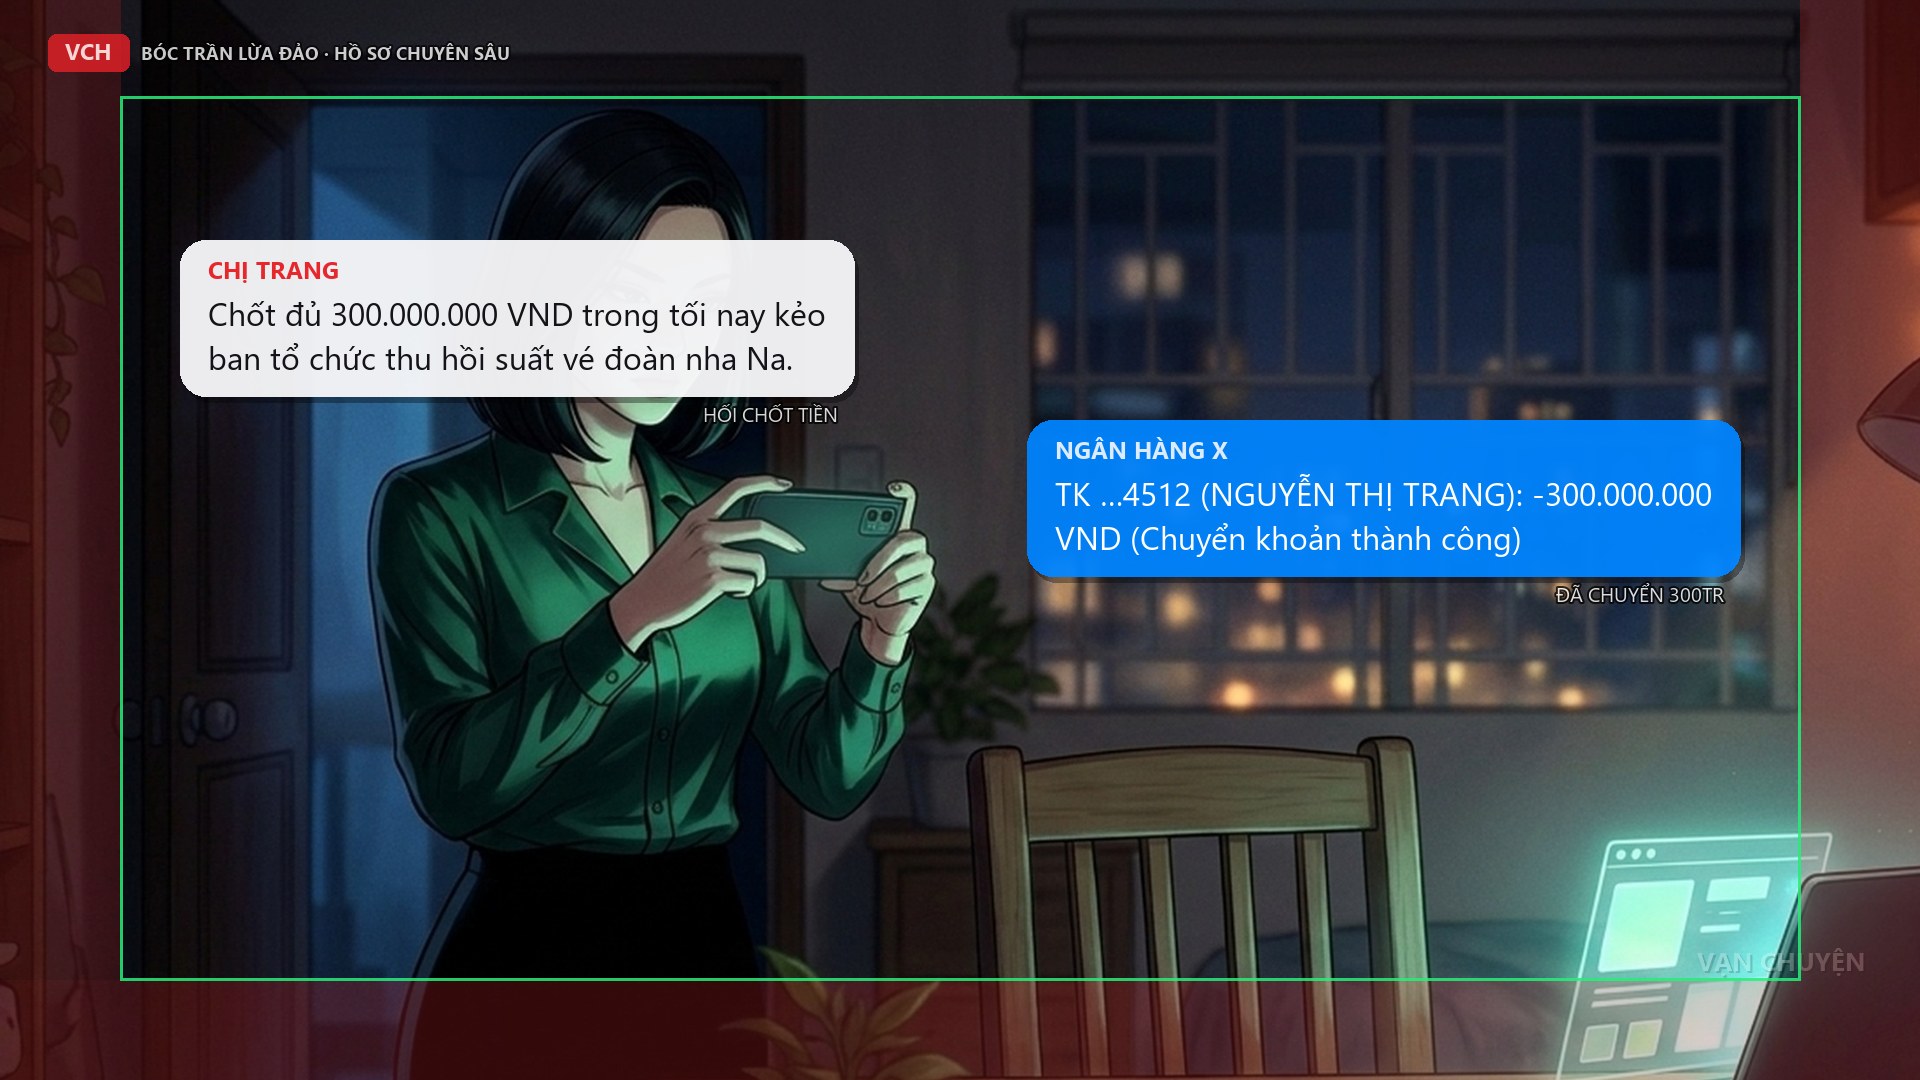 VCH BÓC TRẦN LỪA ĐẢO · HỒ SƠ CHUYÊN SÂU
CHỊ TRANG
Chốt đủ 300.000.000 VND trong tối nay kẻo
ban tổ chức thu hồi suất vé đoàn nha Na.
HỐI CHỐT TIỀN
NGÂN HÀNG X
TK ...4512 (NGUYỄN THỊ TRANG): -300.000.000
VND (Chuyển khoản thành công)
ĐÃ CHUYỂN 300TR
VẠN CHUYỆN